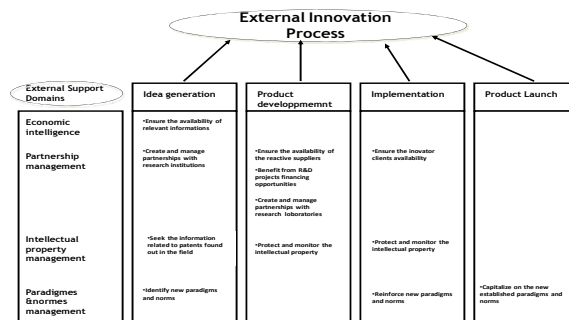 External Innovation
Process
External Support
Domains
Idea generation
Product
developpmemnt
Implementation
Product Launch
Economic
intelligence
•Ensure the availability of
relevant informations
Partnership
management
•Create and manage
partnerships with
research institutions
•Ensure the availability of
the reactive suppliers
•Benefit from R&D
projects financing
opportunities
•Create and manage
partnerships with
research loboratories
•Ensure the inovator
clients availability
Intellectual
property
management
•Seek the information
related to patents found
out in the field
•Protect and monitor the
intellectual property
•Protect and monitor the
intellectual property
Paradigmes
&normes
management
•Identify new paradigms
and norms
•Reinforce new paradigms
and norms
•Capitalize on the new
established paradigms and
norms